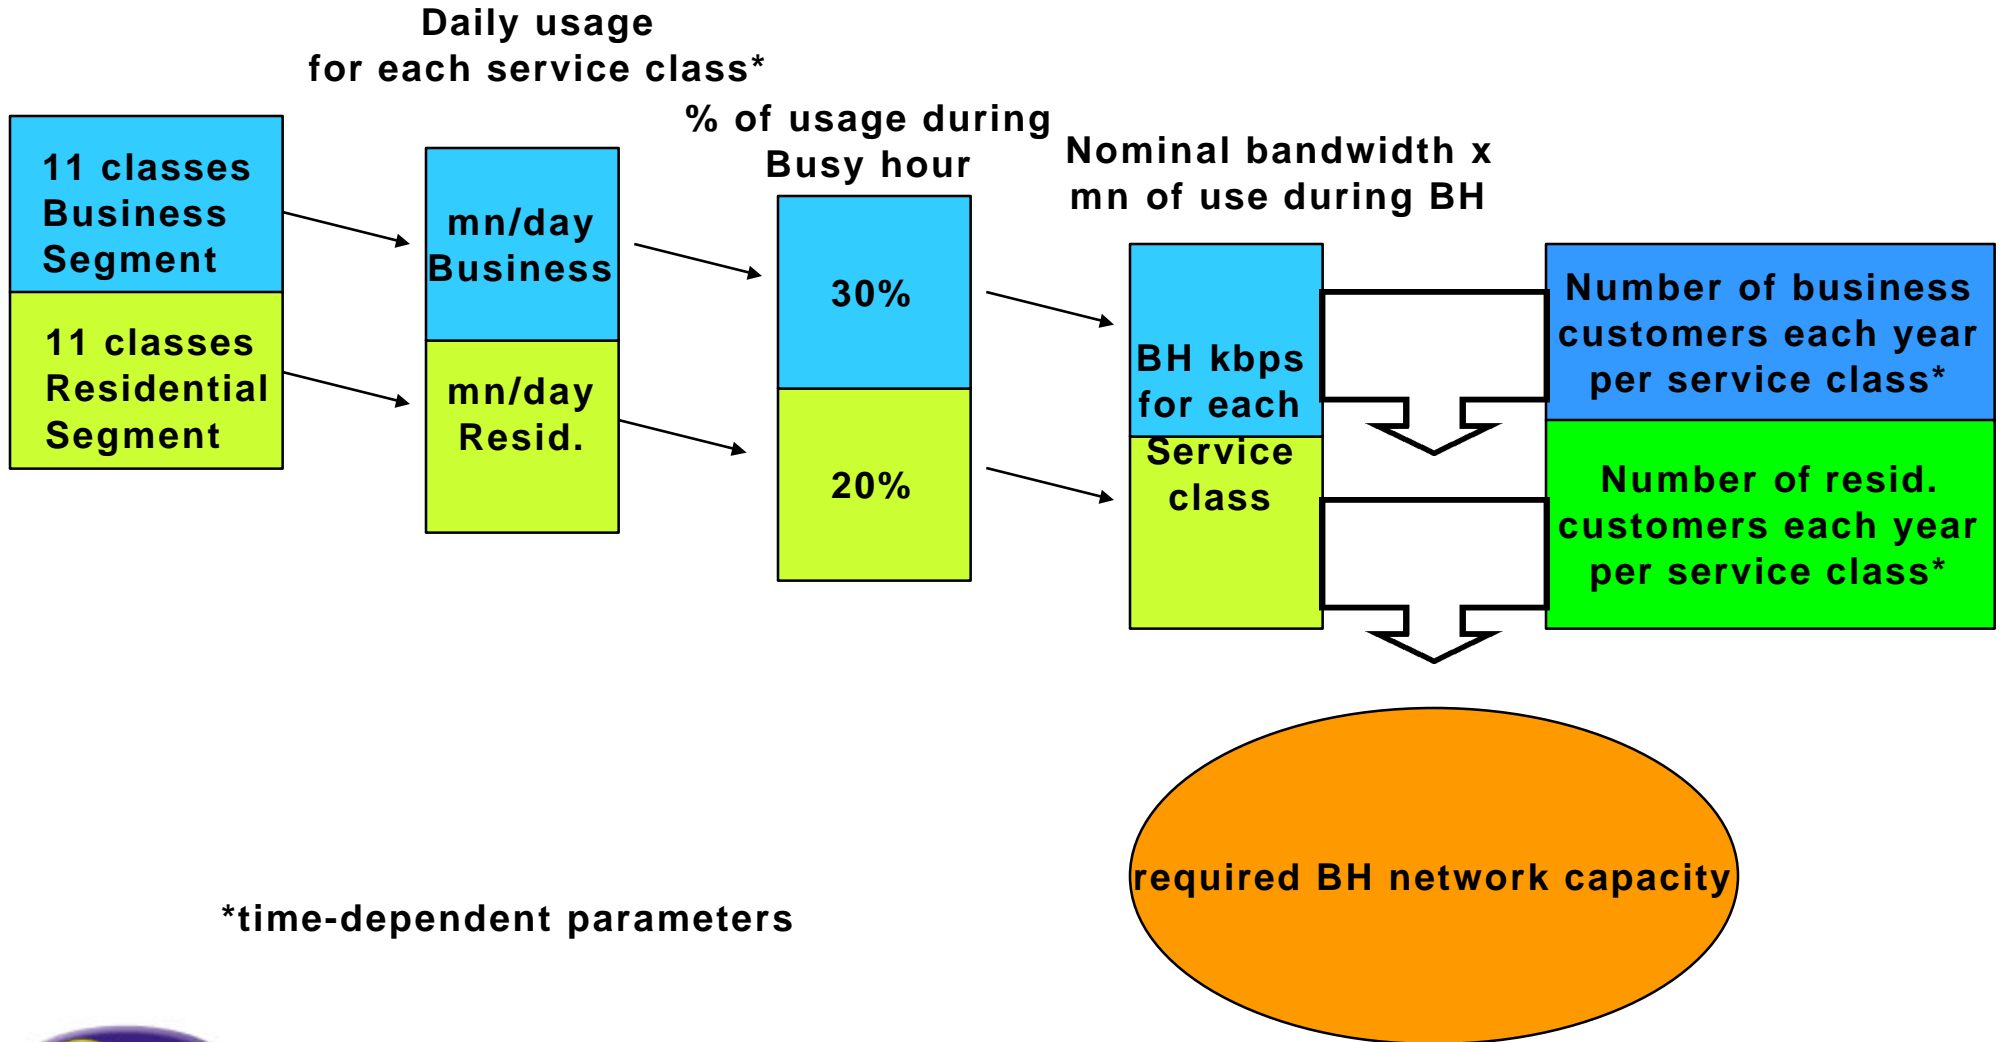 Daily usage
for each service class*
% of usage during
Busy hour
Nominal bandwidth x
mn of use during BH
11 classes
Business
Segment
11 classes
Residential
Segment
mn/day
Business
mn/day
Resid.
30%
20%
BH kbps
for each
Service
class
Number of business
customers each year
per service class*
Number of resid.
customers each year
per service class*
required BH network capacity
*time-dependent parameters